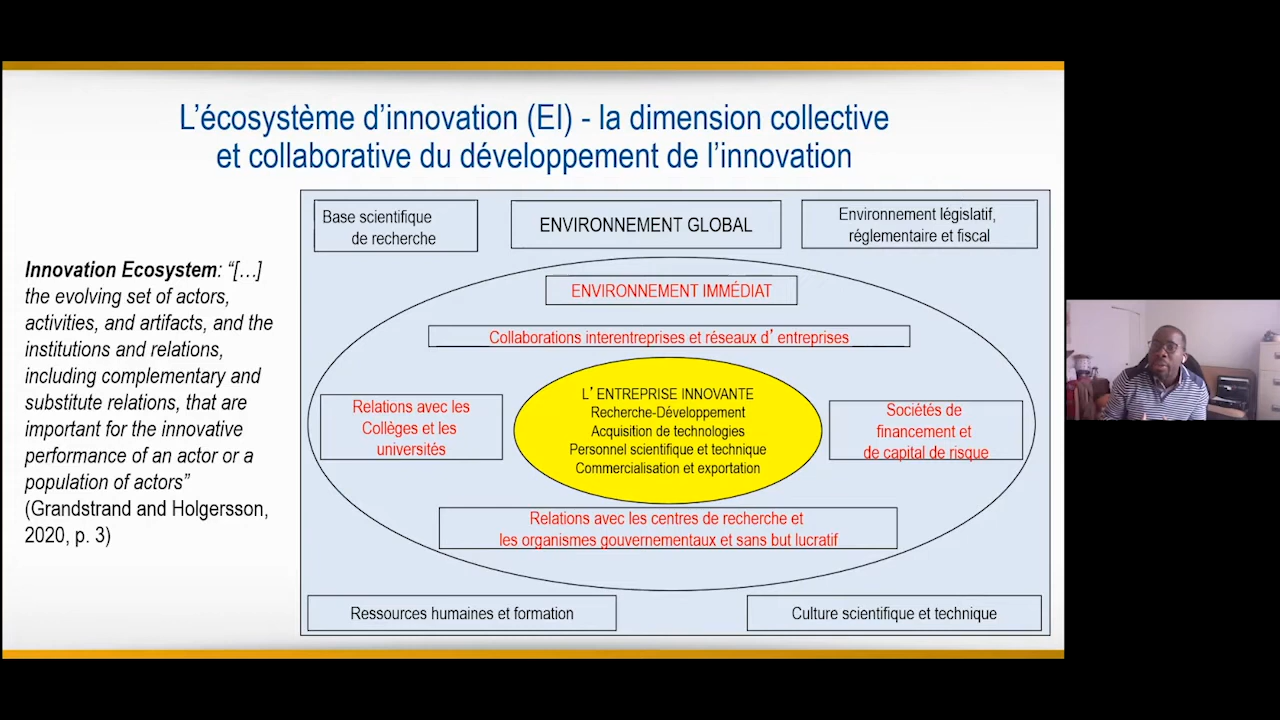 L’écosystème d’innovation (EI) - la dimension collective
et collaborative du développement de l’innovation
Innovation Ecosystem: “[…]
the evolving set of actors,
activities, and artifacts, and the
institutions and relations,
including complementary and
substitute relations, that are
important for the innovative
performance of an actor or a
population of actors”
(Grandstrand and Holgersson,
2020, p. 3)
Base scientifique
de recherche
ENVIRONNEMENT GLOBAL
Environnement législatif,
réglementaire et fiscal
ENVIRONNEMENT IMMÉDIAT
Collaborations interentreprises et réseaux d’ entreprises
Relations avec les
Collèges et les
universités
L’ ENTREPRISE INNOVANTE
Recherche-Développement
Acquisition de technologies
Personnel scientifique et technique
Commercialisation et exportation
Sociétés de
financement et
de capital de risque
Relations avec les centres de recherche et
les organismes gouvernementaux et sans but lucratif
Ressources humaines et formation
Culture scientifique et technique